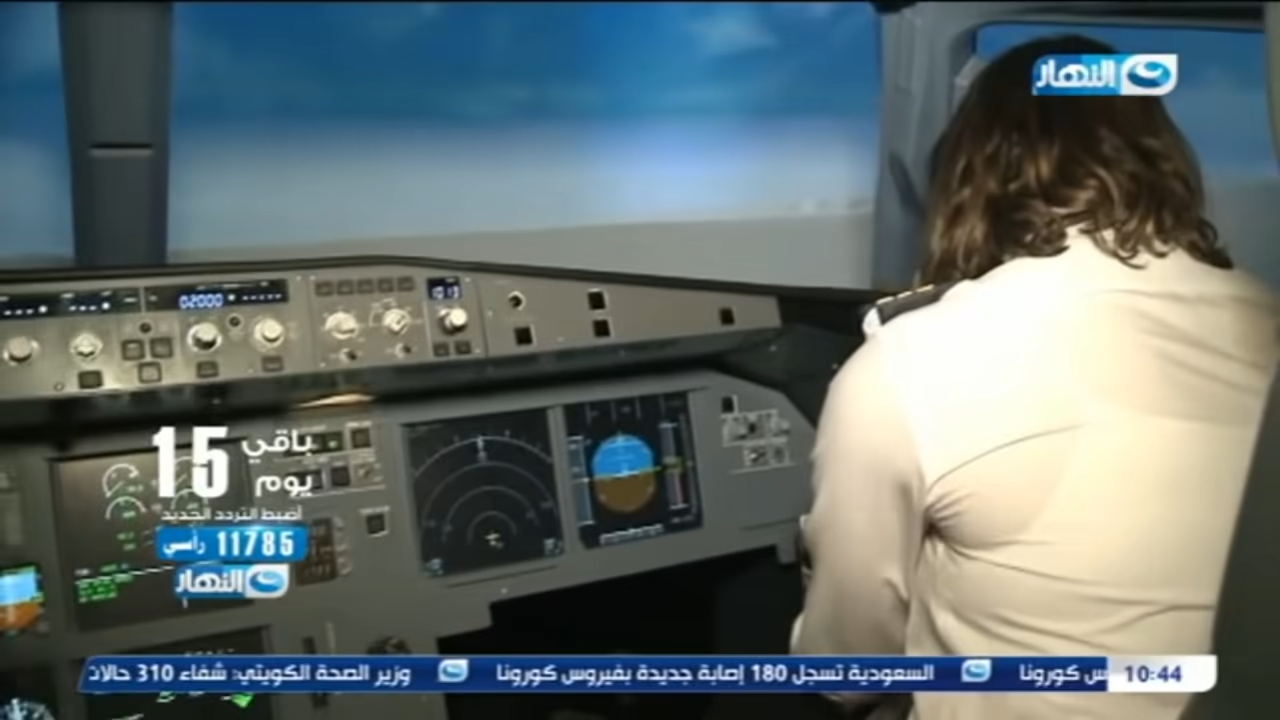 النهار
02000
1013
باقي
15
يوم
أضبط التردد الجديد
11785 رأسي
النهار
10:44 س كورونا السعودية تسجل 180 إصابة جديدة بفيروس كورونا وزير الصحة الكويتي: شفاء 310 حالات